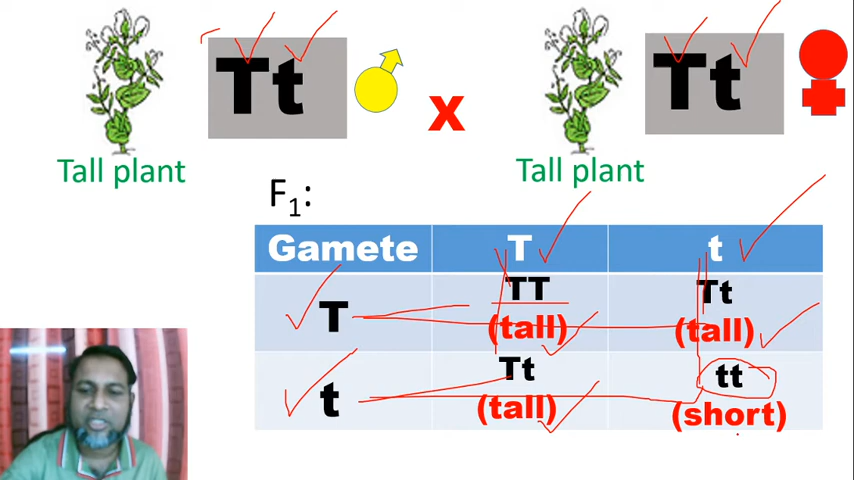 Tt
Tt
X
Tall plant
Tall plant
F1:
Gamete T t
T TT Tt
(tall) (tall)
t Tt tt
(tall) (short)